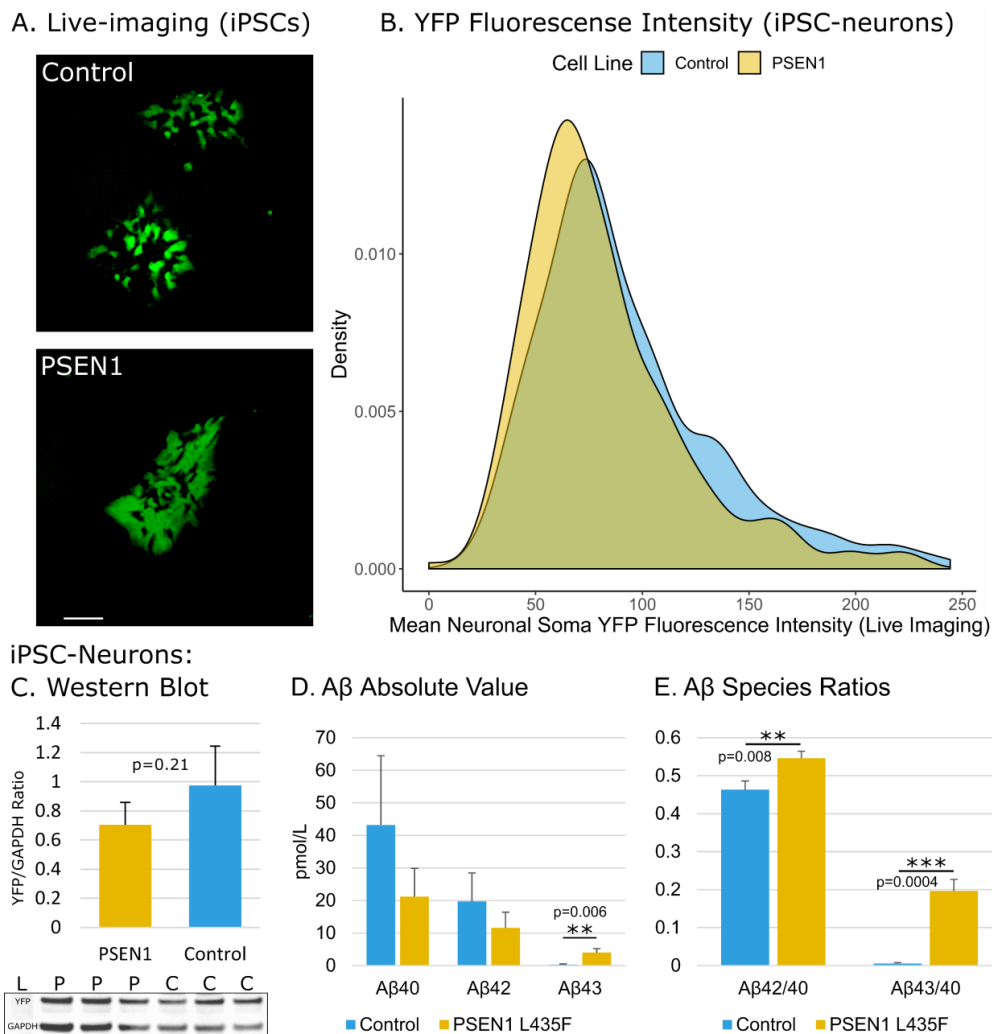 A. Live-imaging (iPSCs)
Control
PSEN1
B. YFP Fluorescense Intensity (iPSC-neurons)
Cell Line Control PSEN1
Density
0.010
0.005
0.000
0 50 100 150 200 250
Mean Neuronal Soma YFP Fluorescence Intensity (Live Imaging)
iPSC-Neurons:
C. Western Blot
YFP/GAPDH Ratio
1.4
1.2
1
0.8
0.6
0.4
0.2
0
p=0.21
PSEN1 Control
L P P P C C C
YFP
GAPDH
D. Aβ Absolute Value
pmol/L
70
60
50
40
30
20
10
0
p=0.006
**
Aβ40 Aβ42 Aβ43
Control PSEN1 L435F
E. Aβ Species Ratios
0.6
0.5
0.4
0.3
0.2
0.1
0
**
p=0.008
***
p=0.0004
Aβ42/40 Aβ43/40
Control PSEN1 L435F